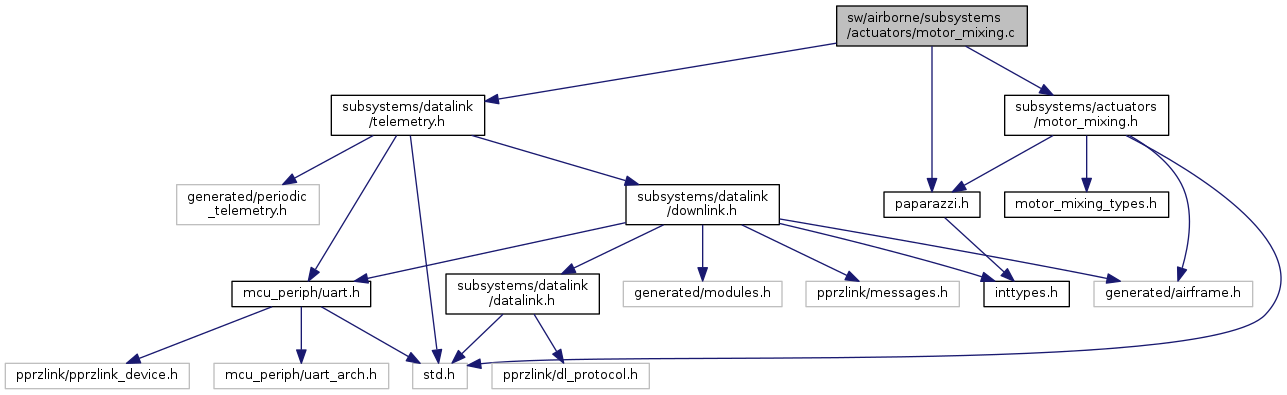 sw/airborne/subsystems
/actuators/motor_mixing.c
subsystems/datalink
/telemetry.h
subsystems/actuators
/motor_mixing.h
generated/periodic
_telemetry.h
subsystems/datalink
/downlink.h
paparazzi.h
motor_mixing_types.h
mcu_periph/uart.h
subsystems/datalink
/datalink.h
generated/modules.h
pprzlink/messages.h
inttypes.h
generated/airframe.h
pprzlink/pprzlink_device.h
mcu_periph/uart_arch.h
std.h
pprzlink/dl_protocol.h